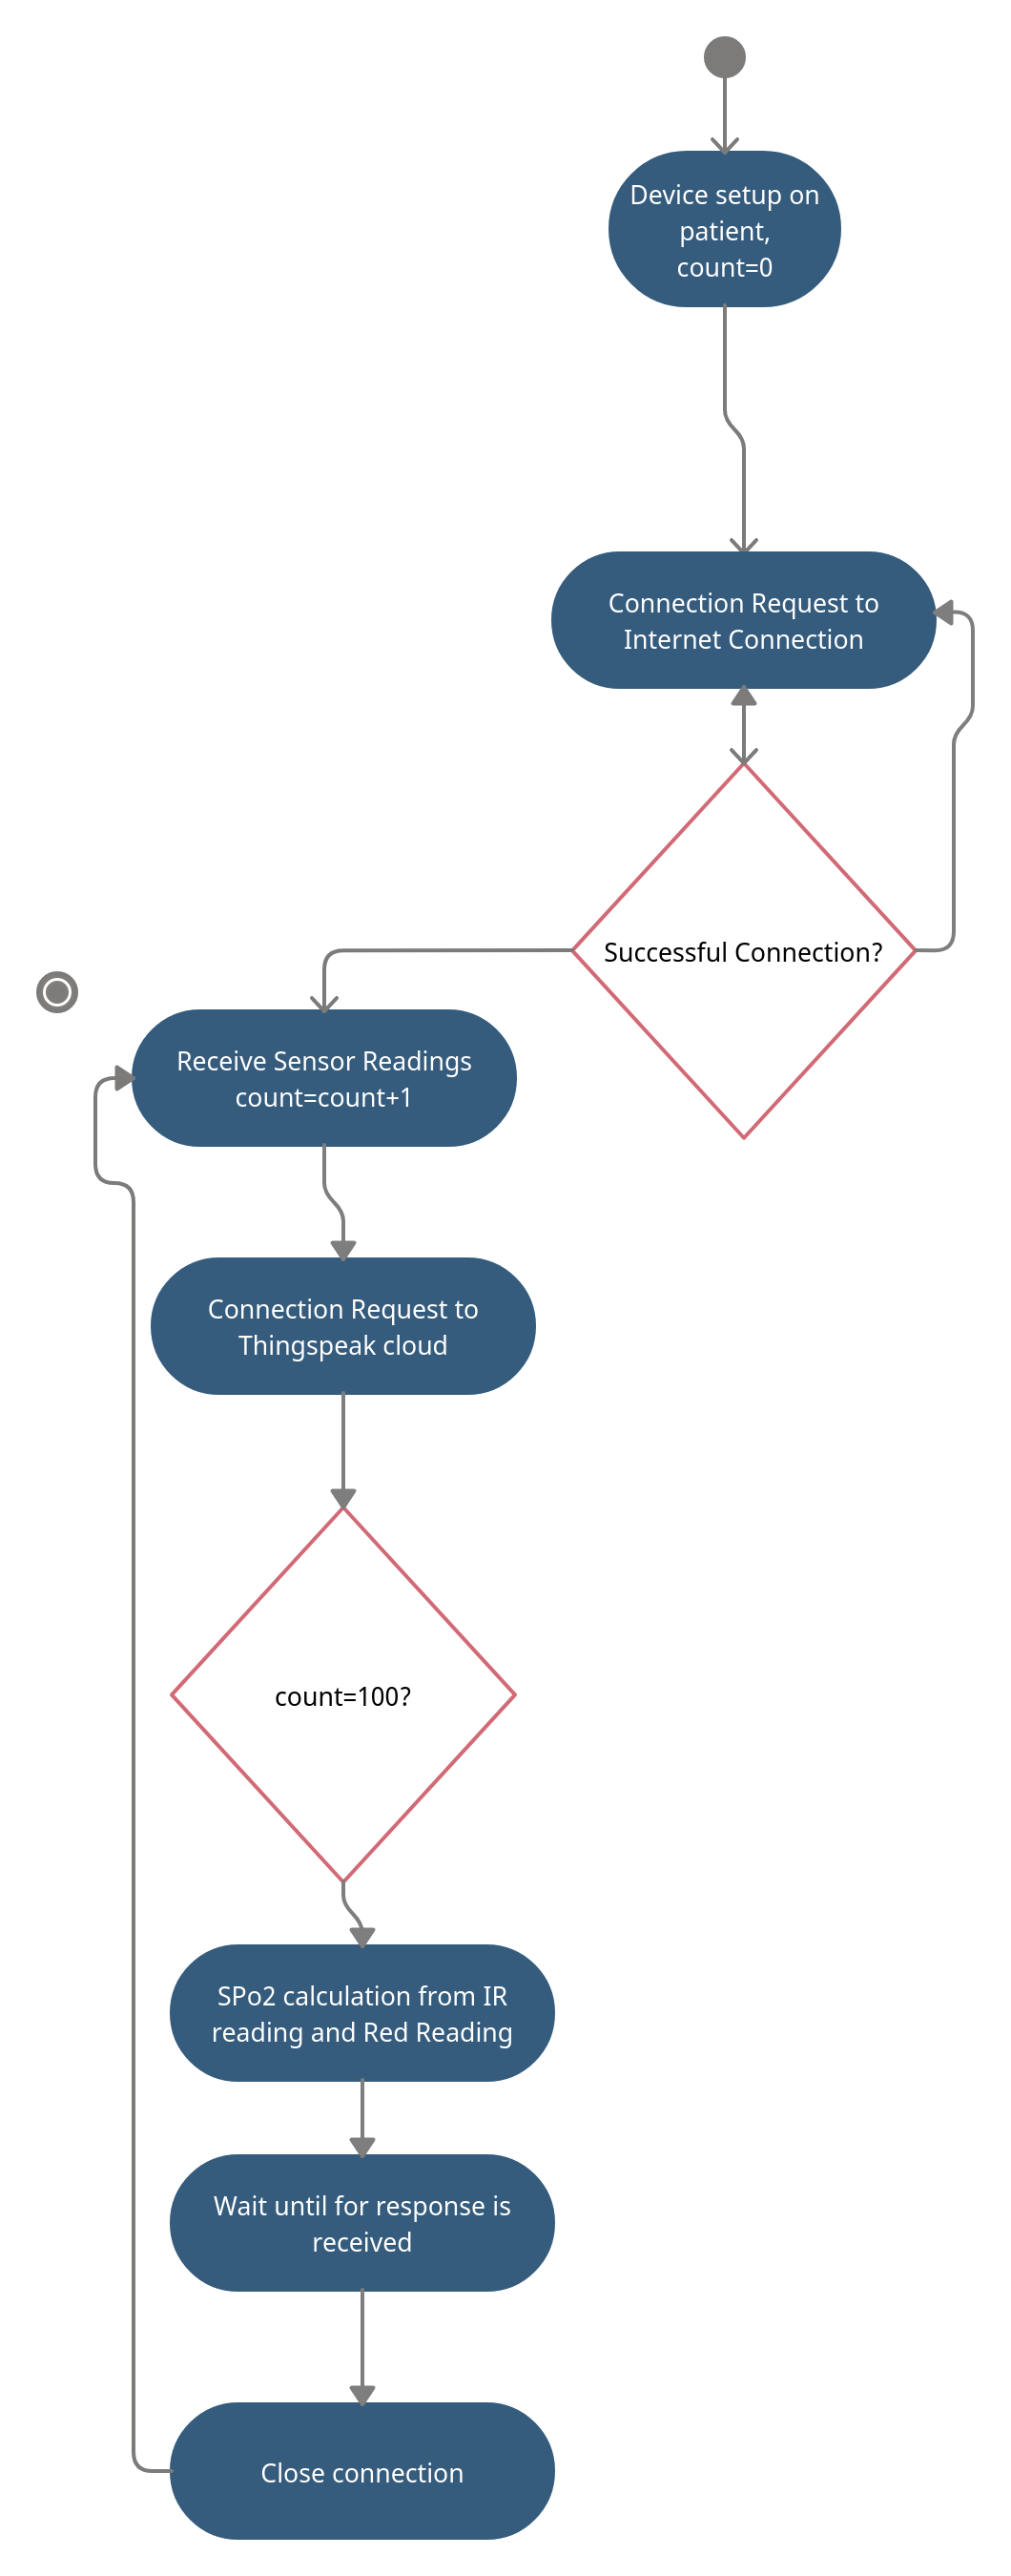 Device setup on
patient,
count=0
Connection Request to
Internet Connection
Successful Connection?
Receive Sensor Readings
count=count+1
Connection Request to
Thingspeak cloud
count=100?
SPo2 calculation from IR
reading and Red Reading
Wait until for response is
received
Close connection